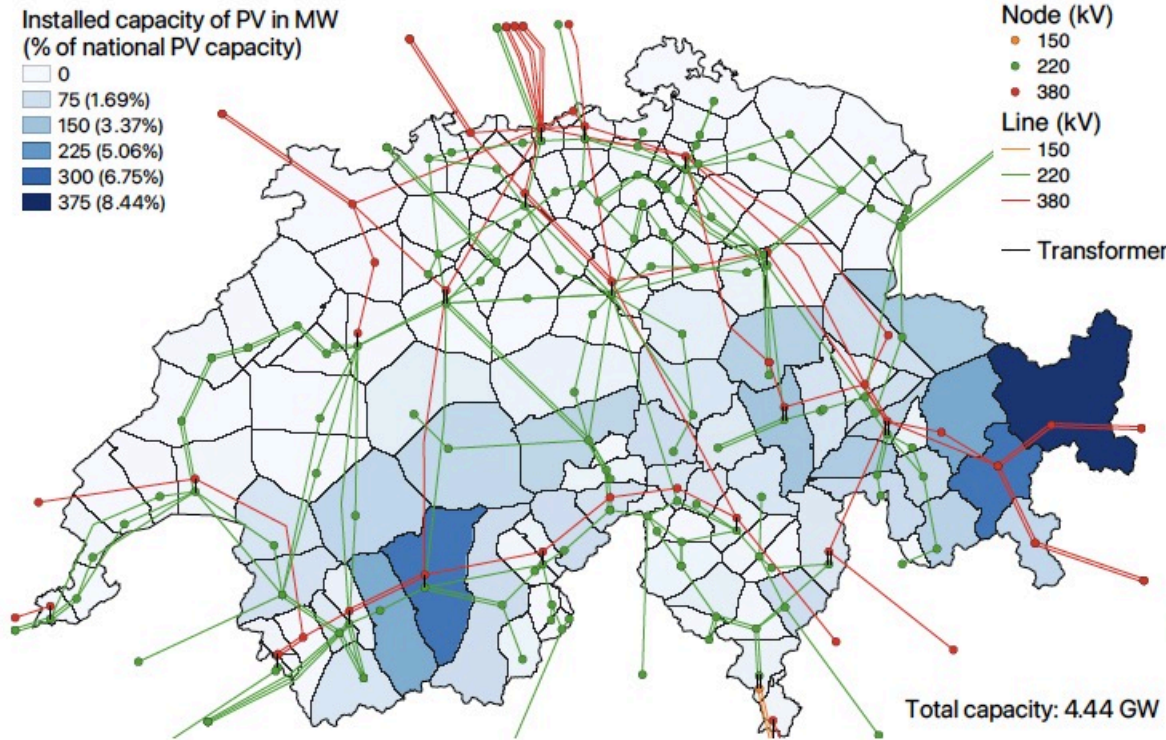 Installed capacity of PV in MW
(% of national PV capacity)
0
75 (1.69%)
150 (3.37%)
225 (5.06%)
300 (6.75%)
375 (8.44%)
Node (kV)
150
220
380
Line (kV)
150
220
380
Transformer
Total capacity: 4.44 GW